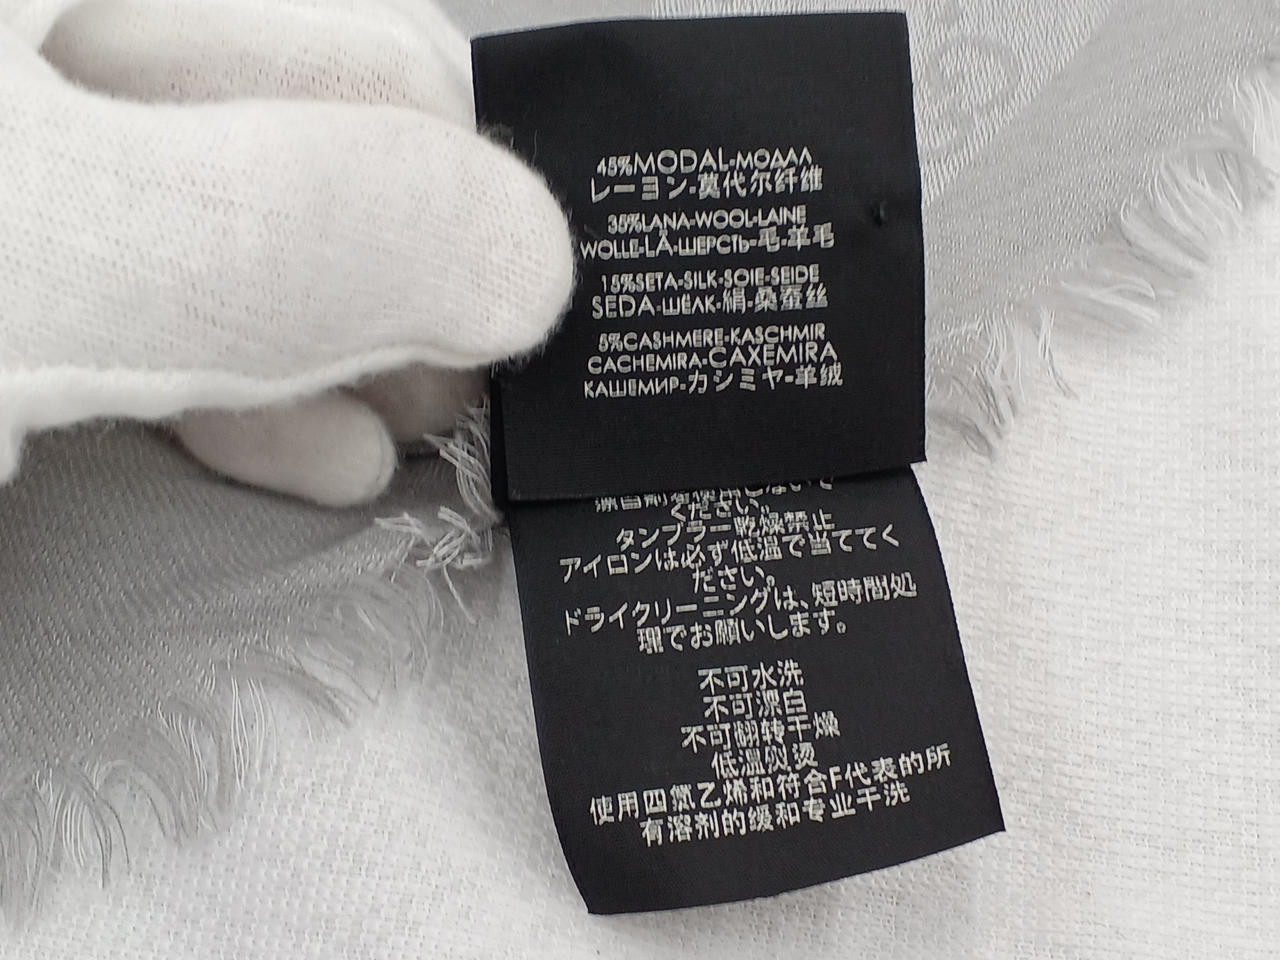 45%MODAL-МОДАЛ
レーヨン-莫代尔纤维
35%LANA-WOOL-LAINE
WOLLE-LÃ-ШЕРСТЬ-毛-羊毛
15%SETA-SILK-SOIE-SEIDE
SEDA-ШЁЛК-絹-桑蚕丝
5%CASHMERE-KASCHMIR
CACHEMIRA-CAXEMIRA
КАШЕМИР-カシミヤ-羊绒
ください。
タンブラー乾燥禁止
アイロンは必ず低温で当ててく
ださい。
ドライクリーニングは、短時間処
理でお願いします。
不可水洗
不可漂白
不可翻转干燥
低温熨烫
使用四氯乙烯和符合F代表的所
有溶剂的缓和专业干洗